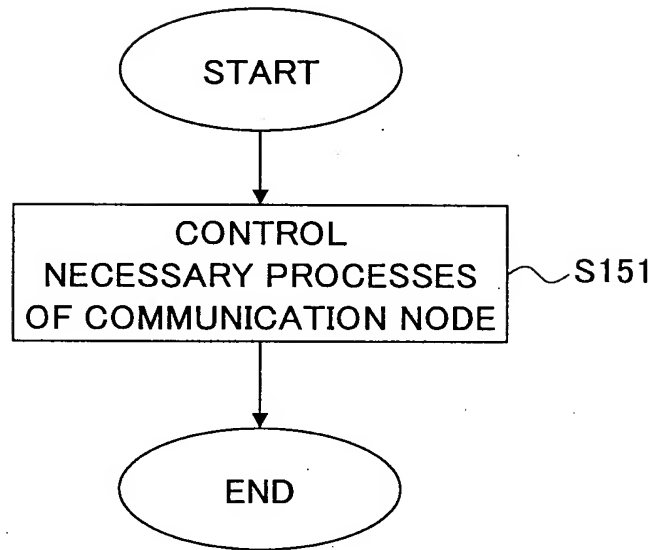 START
CONTROL
NECESSARY PROCESSES
OF COMMUNICATION NODE
S151
END